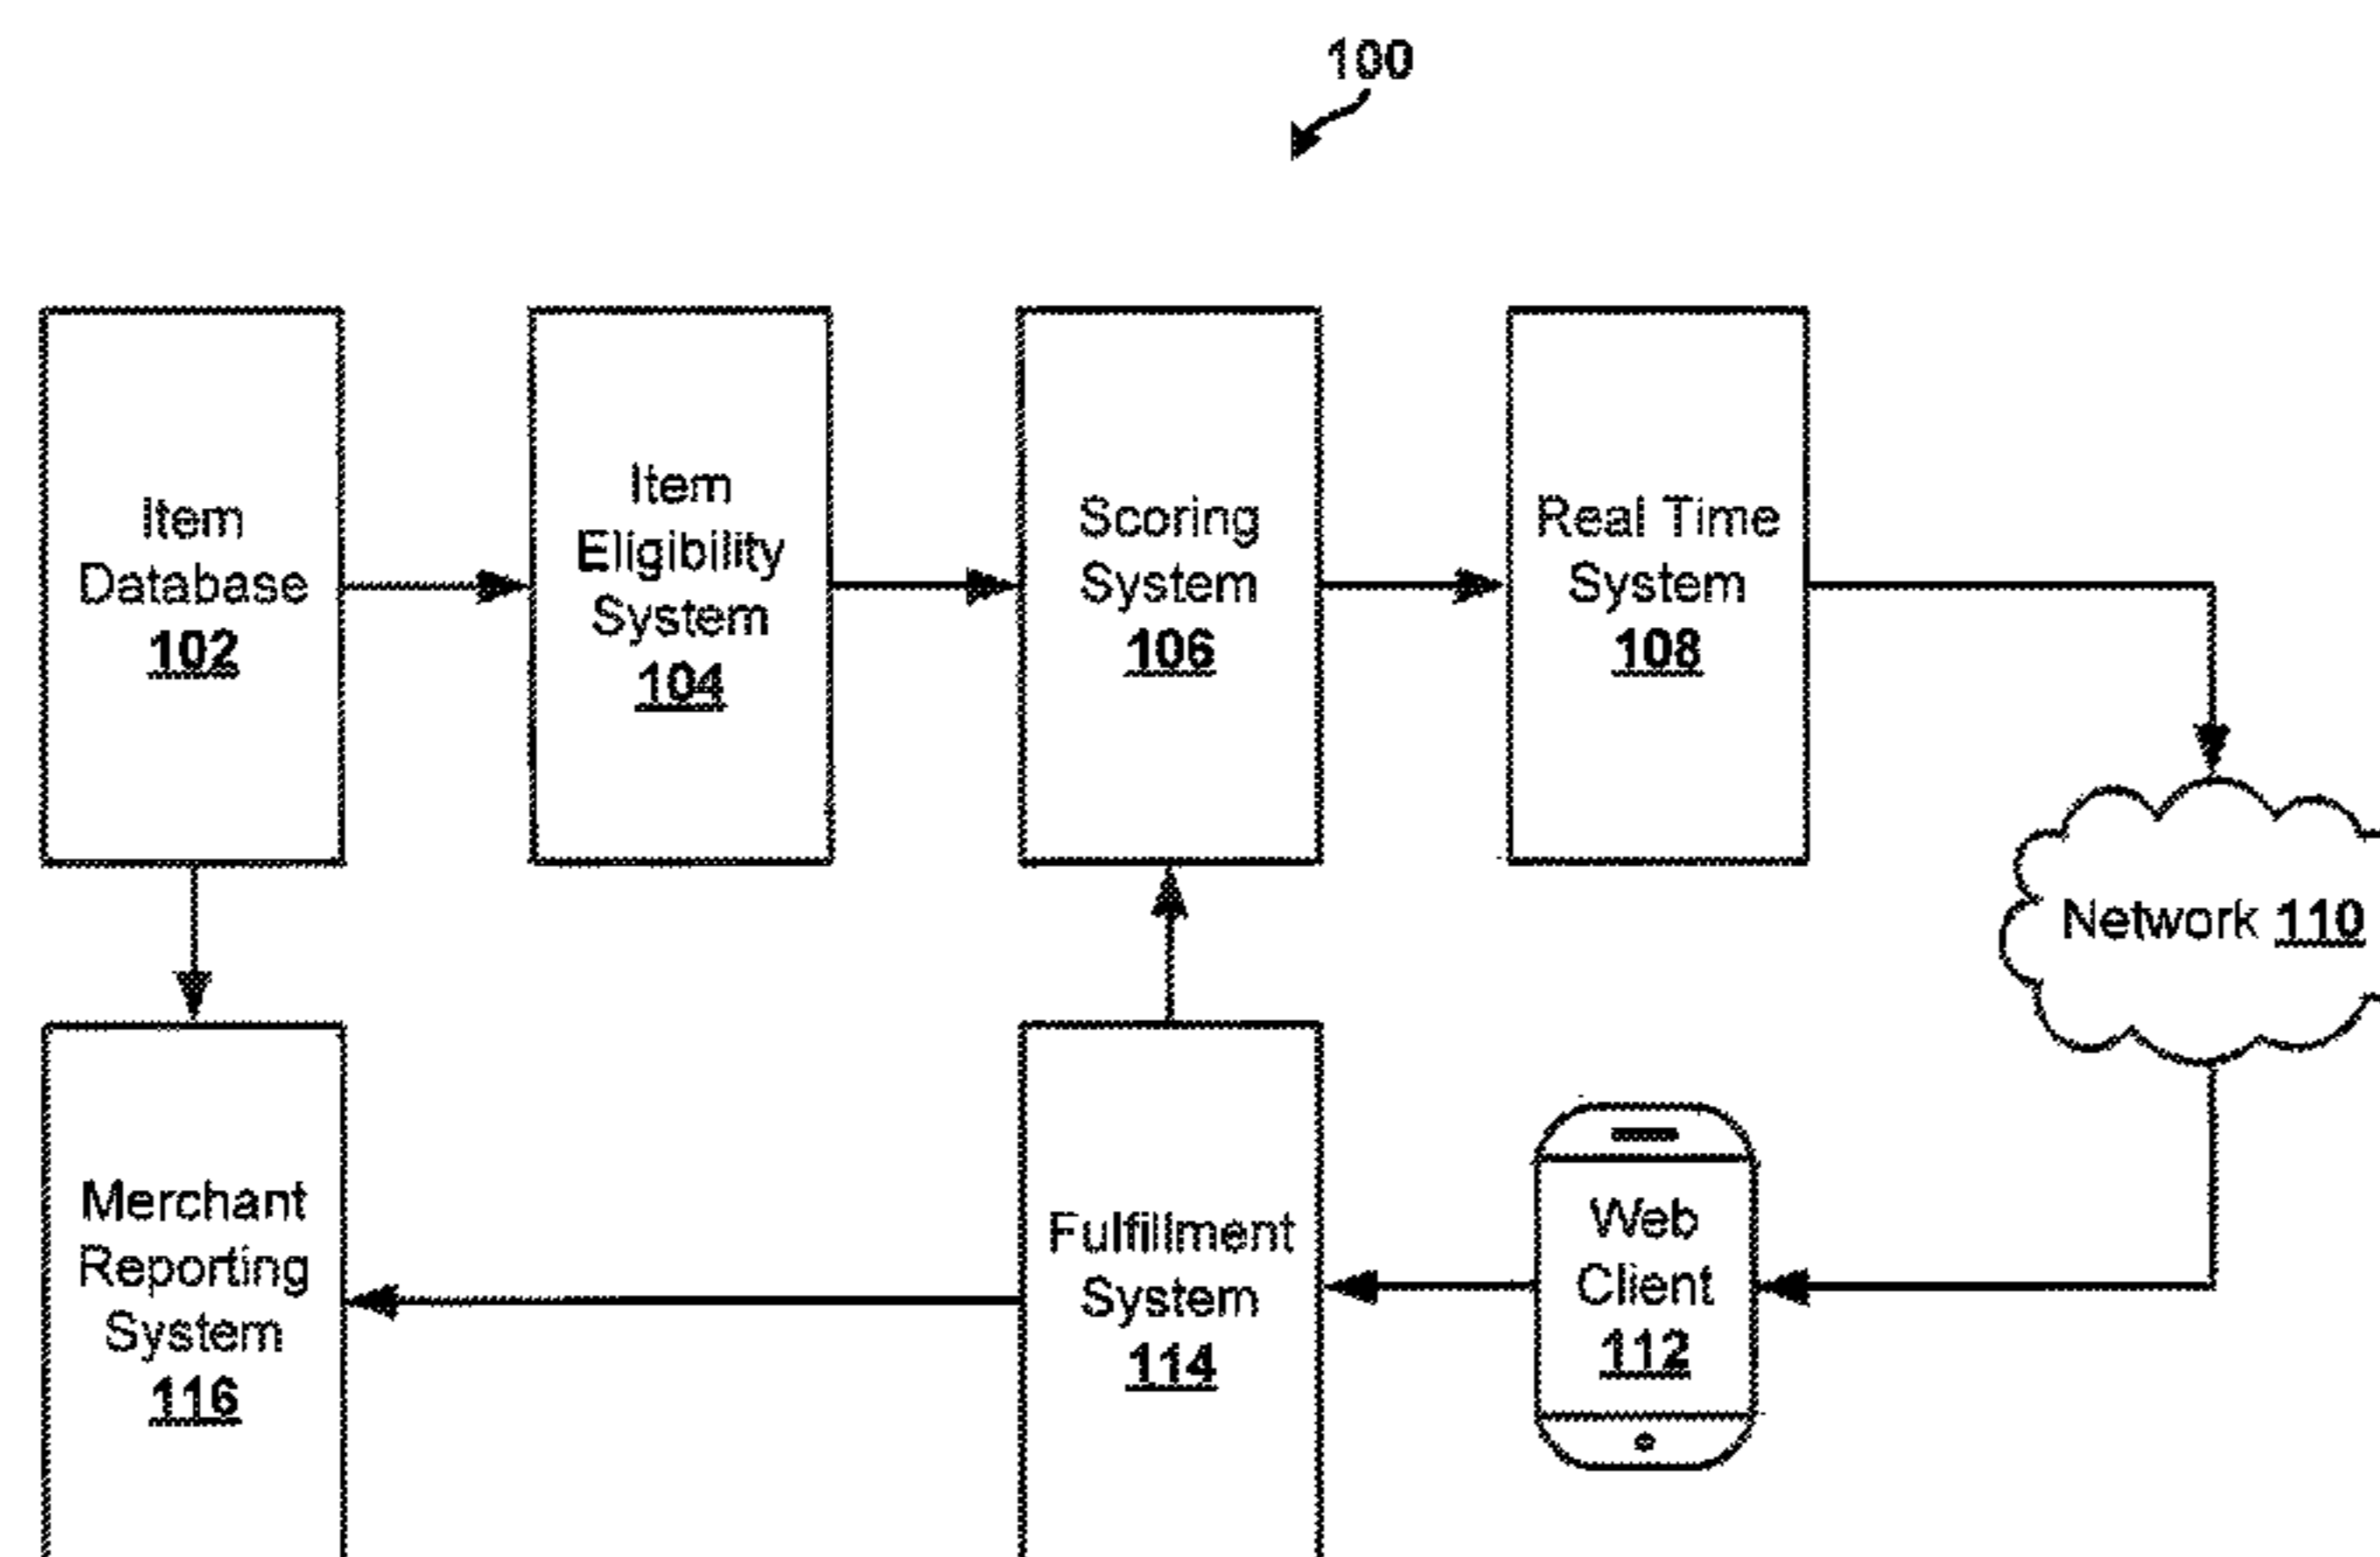 100
Item
Database
102
Item
Eligibility
System
104
Scoring
System
106
Real Time
System
108
Network 110
Merchant
Reporting
System
116
Fulfillment
System
114
Web
Client
112